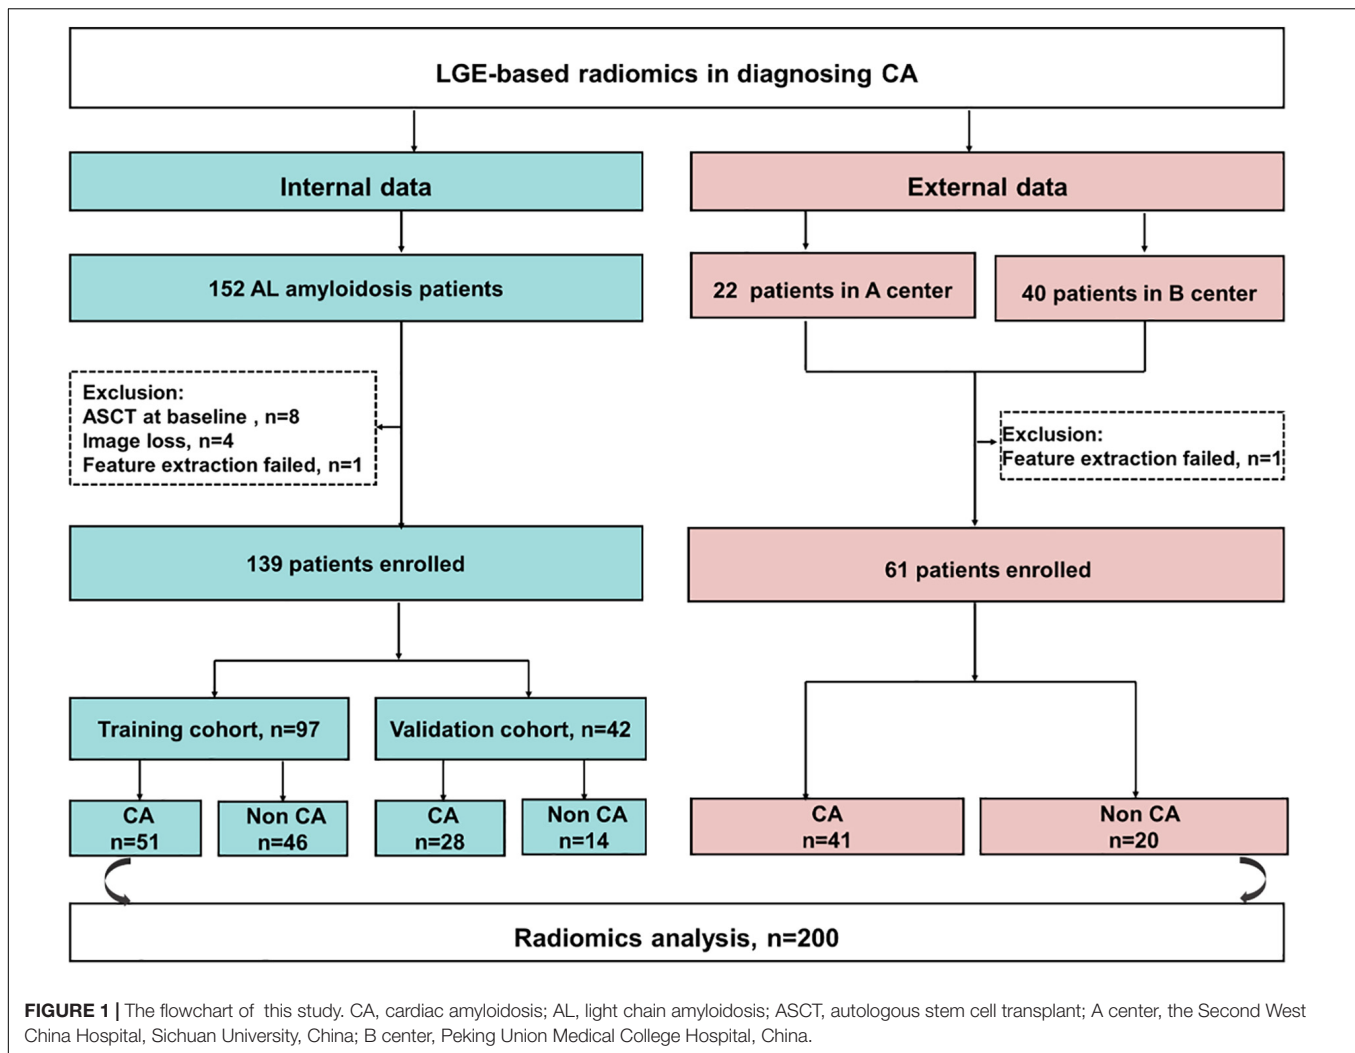 LGE-based radiomics in diagnosing CA
Internal data
External data
152 AL amyloidosis patients
22 patients in A center
40 patients in B center
Exclusion:
ASCT at baseline , n=8
Image loss, n=4
Feature extraction failed, n=1
Exclusion:
Feature extraction failed, n=1
139 patients enrolled
61 patients enrolled
Training cohort, n=97
Validation cohort, n=42
CA
n=51
Non CA
n=46
CA
n=28
Non CA
n=14
CA
n=41
Non CA
n=20
Radiomics analysis, n=200
FIGURE 1 | The flowchart of this study. CA, cardiac amyloidosis; AL, light chain amyloidosis; ASCT, autologous stem cell transplant; A center, the Second West
China Hospital, Sichuan University, China; B center, Peking Union Medical College Hospital, China.